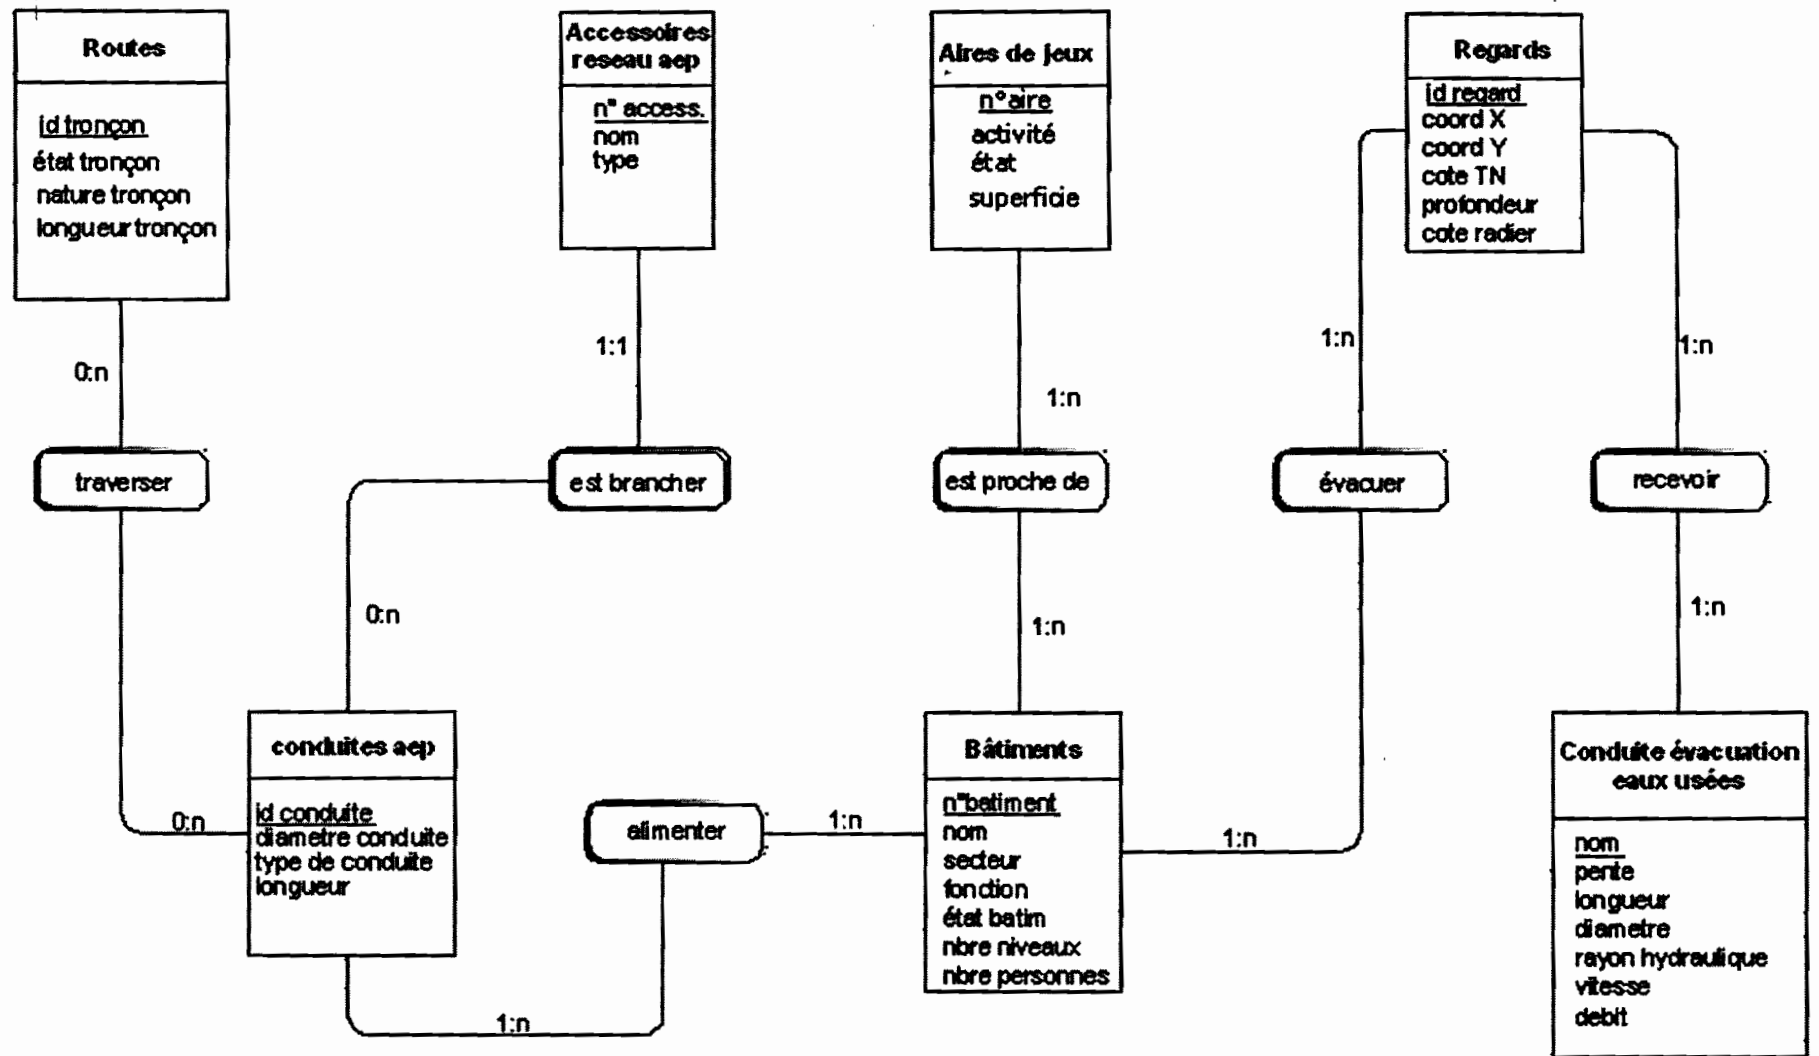 Routes
id tronçon
état tronçon
nature tronçon
longueur tronçon
Accessoires
reseau aep
n° access.
nom
type
Aires de jeux
n°aire
activité
état
superficie
Regards
id regard
coord X
coord Y
cote TN
profondeur
cote radier
0:n
1:1
1:n
1:n
1:n
traverser
est brancher
est proche de
évacuer
recevoir
0:n
1:n
1:n
conduites aep
id conduite
diametre conduite
type de conduite
longueur
0:n
alimenter
1:n
1:n
Bâtiments
n°batiment
nom
secteur
fonction
état batim
nbre niveaux
nbre personnes
1:n
Conduite évacuation
eaux usées
nom
pente
longueur
diametre
rayon hydraulique
vitesse
debit